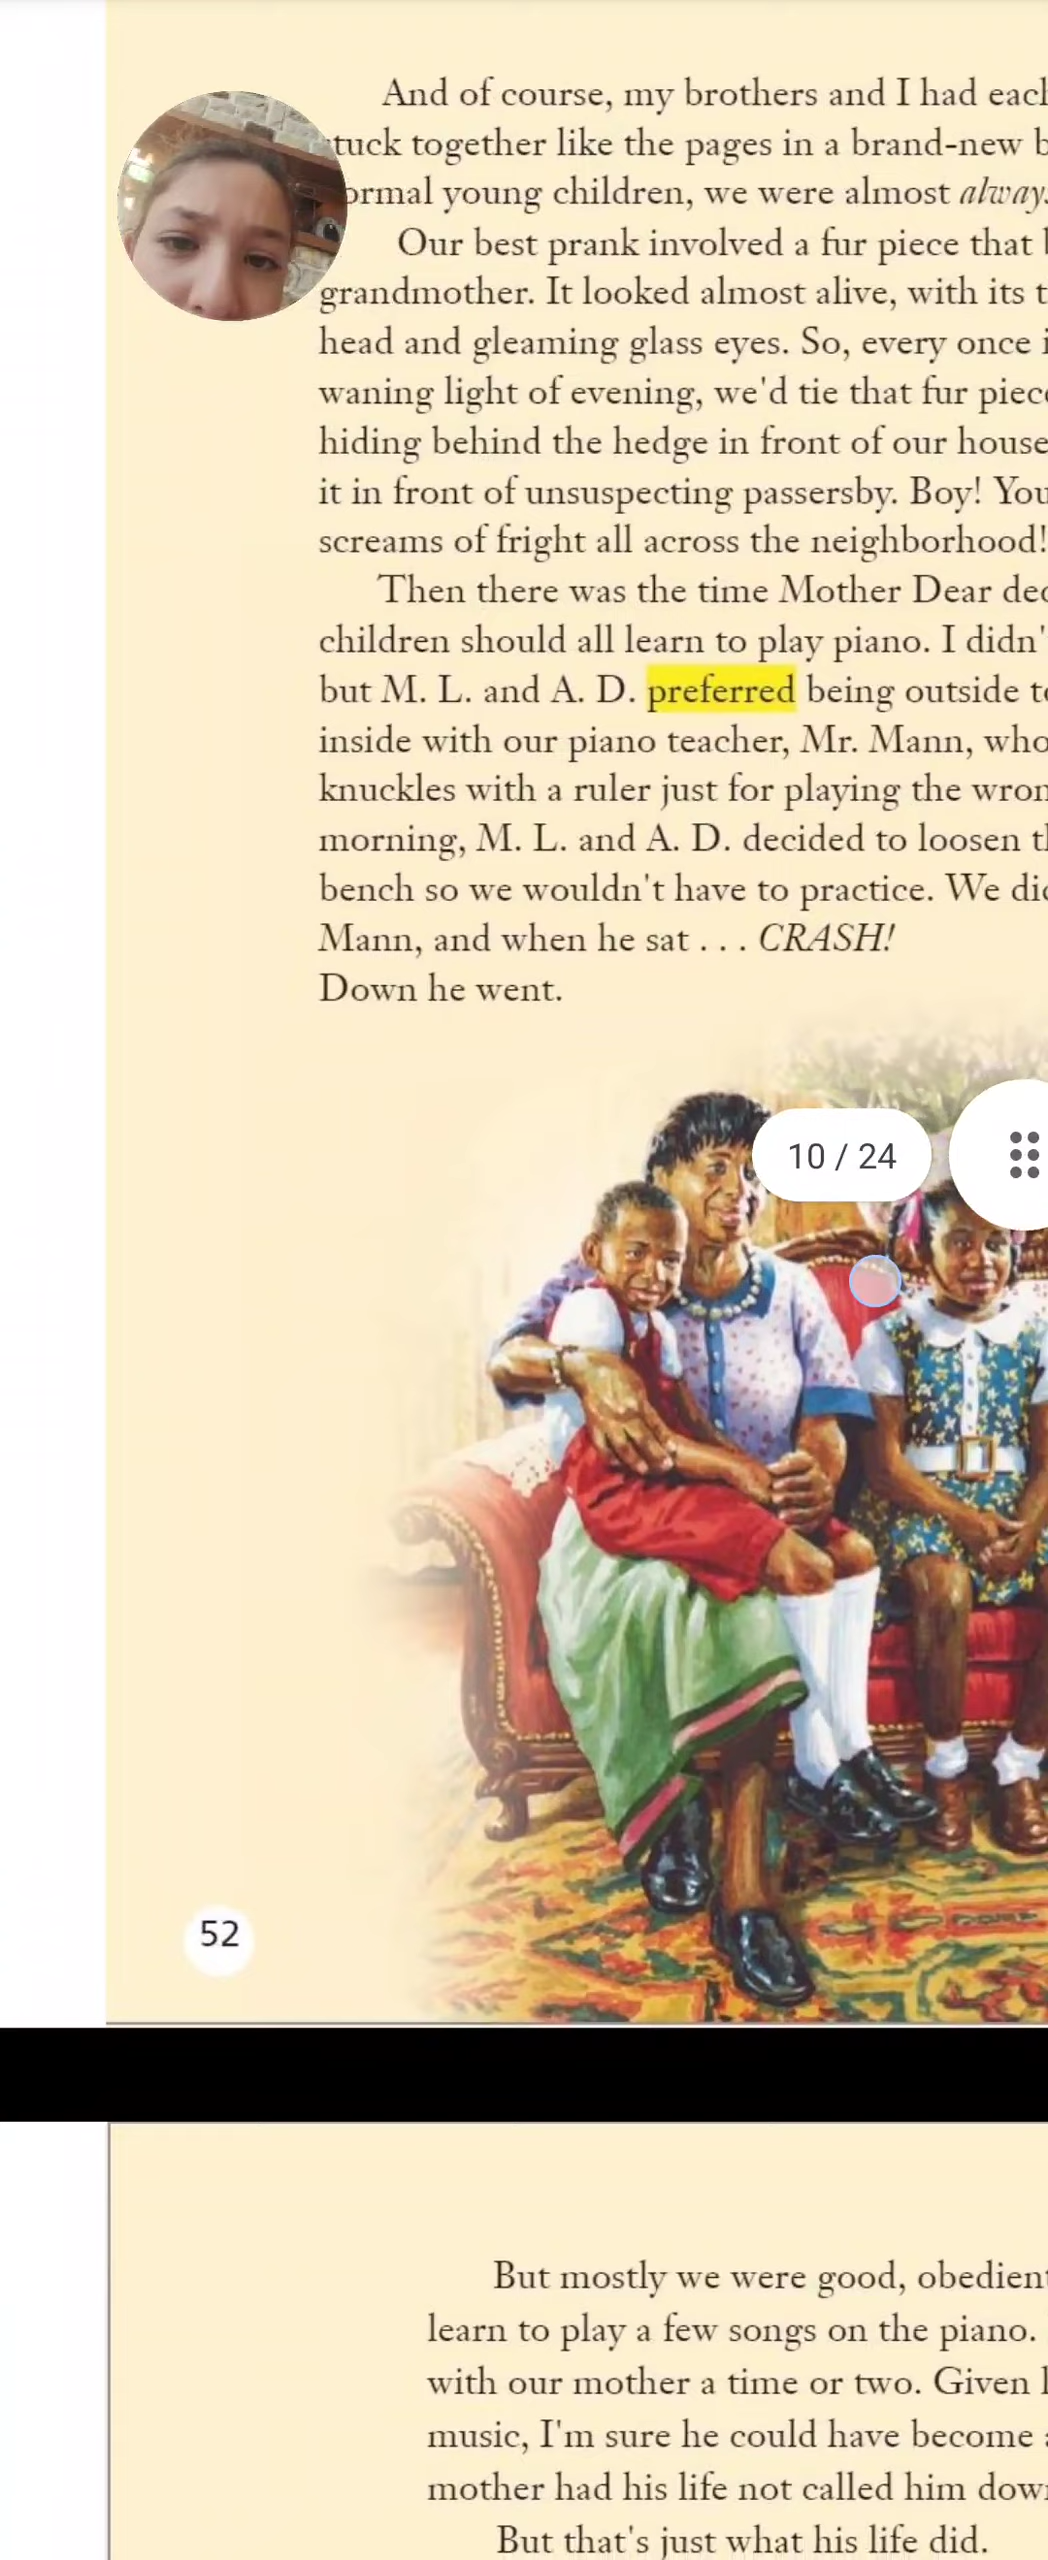 And of course, my brothers and I had each
together like the pages in a brand-new
young children, we were almost always
Our best prank involved a fur piece that
grandmother. It looked almost alive, with its
head and gleaming glass eyes. So, every once
waning light of evening, we'd tie that fur piece
hiding behind the hedge in front of our house
it in front of unsuspecting passersby. Boy! You
screams of fright all across the neighborhood!
Then there was the time Mother Dear
children should all learn to play piano. I didn'
but M. L. and A. D. preferred being outside
inside with our piano teacher, Mr. Mann, who
knuckles with a ruler just for playing the
morning, M. L. and A. D. decided to loosen
bench so we wouldn't have to practice. We
Mann, and when he sat . . . CRASH!
Down he went.
10 / 24
52
But mostly we were good, obedient
learn to play a few songs on the piano.
with our mother a time or two. Given
music, I'm sure he could have become
mother had his life not called him
But that's just what his life did.